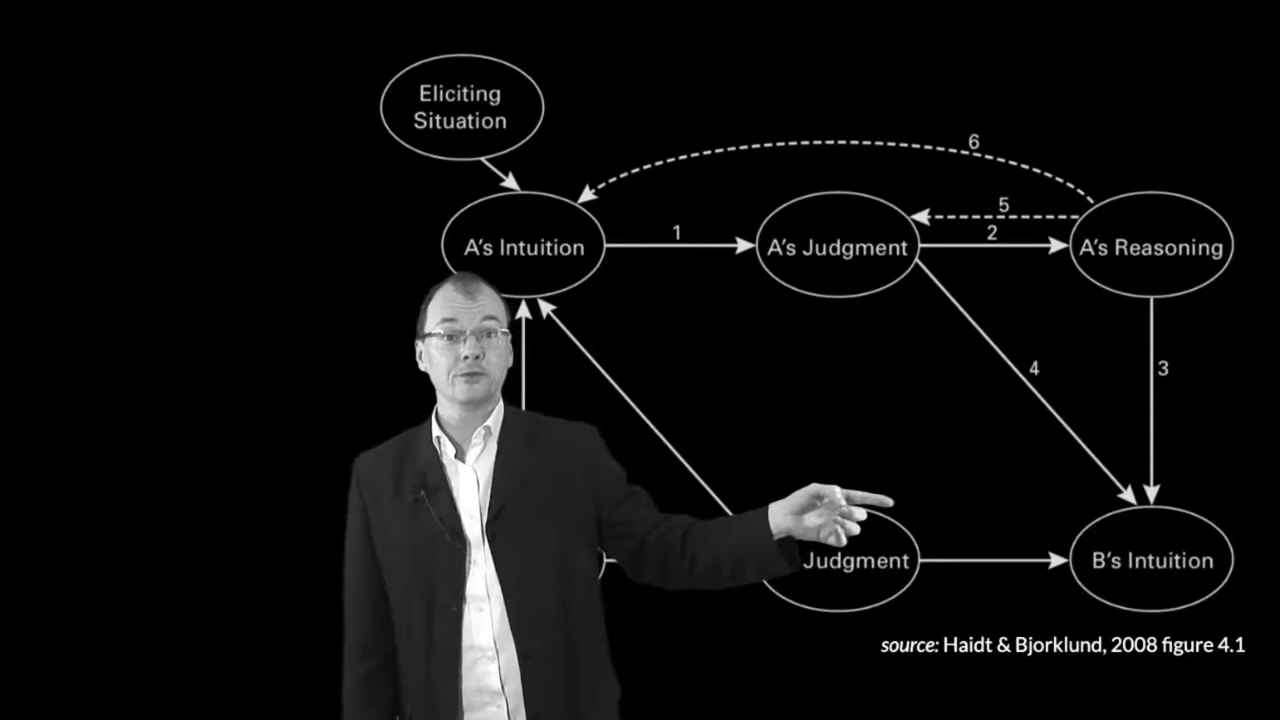 Eliciting
Situation
6
5
A's Intuition
1
A's Judgment
2
A's Reasoning
4
3
Judgment
B's Intuition
source: Haidt & Bjorklund, 2008 figure 4.1